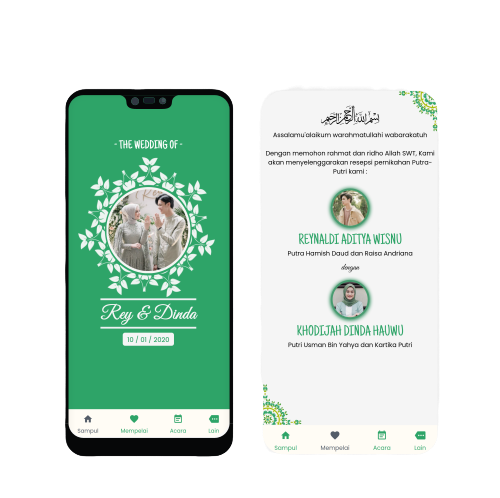 - THE WEDDING OF -
Rey & Dinda
10 / 01 / 2020
Sampul
Mempelai
Acara
Lain
بسم الله الرحمن الرحيم
Assalamu'alaikum warahmatullahi wabarakatuh
Dengan memohon rahmat dan ridho Allah SWT, Kami
akan menyelenggarakan resepsi pernikahan Putra-
Putri kami :
REYNALDI ADITYA WISNU
Putra Hamish Daud dan Raisa Andriana
dengan
KHODIJAH DINDA HAUWU
Putri Usman Bin Yahya dan Kartika Putri
Sampul
Mempelai
Acara
Lain